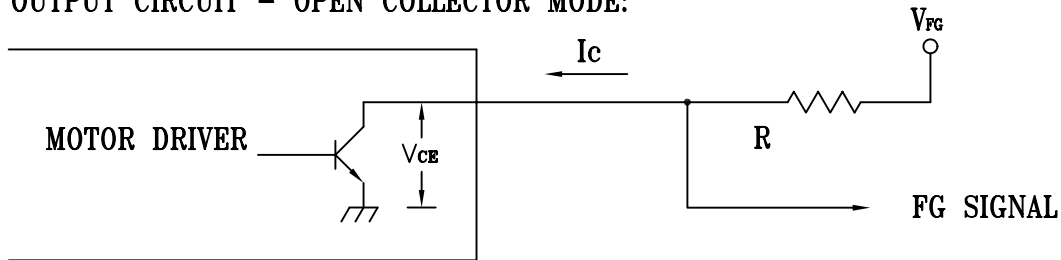 OUTPUT CIRCUIT - OPEN COLLECTOR MODE:
VFG
Ic
MOTOR DRIVER
VCE
R
FG SIGNAL